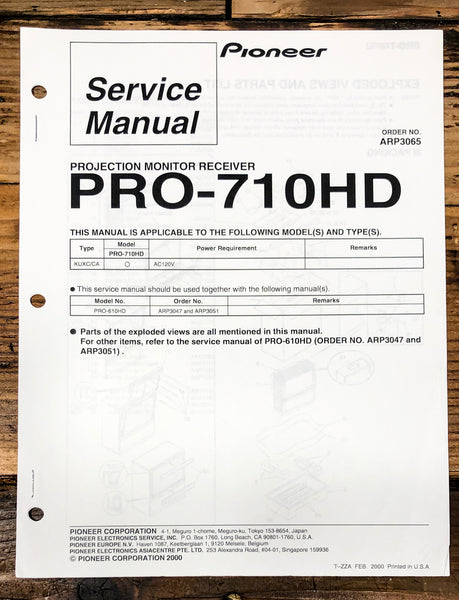 Service
Manual
Pioneer
ORDER NO.
ARP3065
PROJECTION MONITOR RECEIVER
PRO-710HD
THIS MANUAL IS APPLICABLE TO THE FOLLOWING MODEL(S) AND TYPE(S).
Type Model Power Requirement Remarks
PRO-710HD
KUXC/CA ○ AC120V
● This service manual should be used together with the following manual(s).
Model No. Order No. Remarks
PRO-610HD ARP3047 and ARP3051
● Parts of the exploded views are all mentioned in this manual.
For other items, refer to the service manual of PRO-610HD (ORDER NO. ARP3047 and
ARP3051) .
PIONEER CORPORATION 4-1, Meguro 1-chome, Meguro-ku, Tokyo 153-8654, Japan
PIONEER ELECTRONICS SERVICE, INC. P.O. Box 1760, Long Beach, CA 90801-1760, U.S.A.
PIONEER EUROPE N.V. Haven 1087, Keetberglaan 1, 9120 Melsele, Belgium
PIONEER ELECTRONICS ASIACENTRE PTE. LTD. 253 Alexandra Road, #04-01, Singapore 159936
© PIONEER CORPORATION 2000
T-ZZA FEB. 2000 Printed in U.S.A.